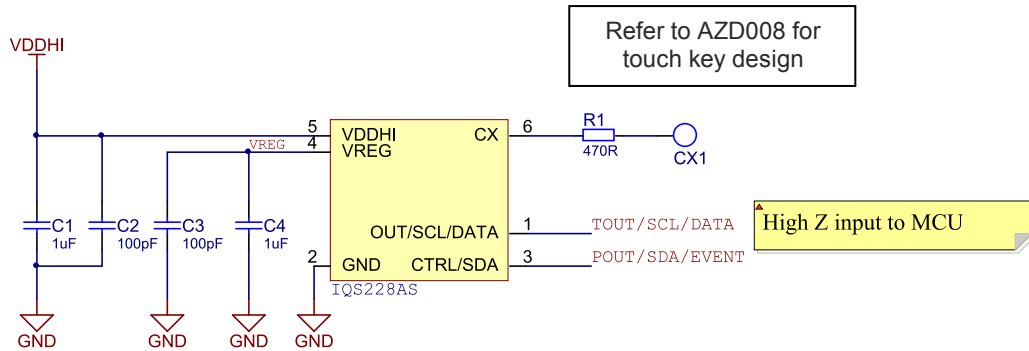 Refer to AZD008 for
touch key design
VDDHI
5
VDDHI
CX
6
R1
470R
CX1
VREG
4
VREG
C1
1uF
C2
100pF
C3
100pF
C4
1uF
OUT/SCL/DATA
1
TOUT/SCL/DATA
High Z input to MCU
2
GND
CTRL/SDA
3
POUT/SDA/EVENT
IQS228AS
GND
GND
GND
GND